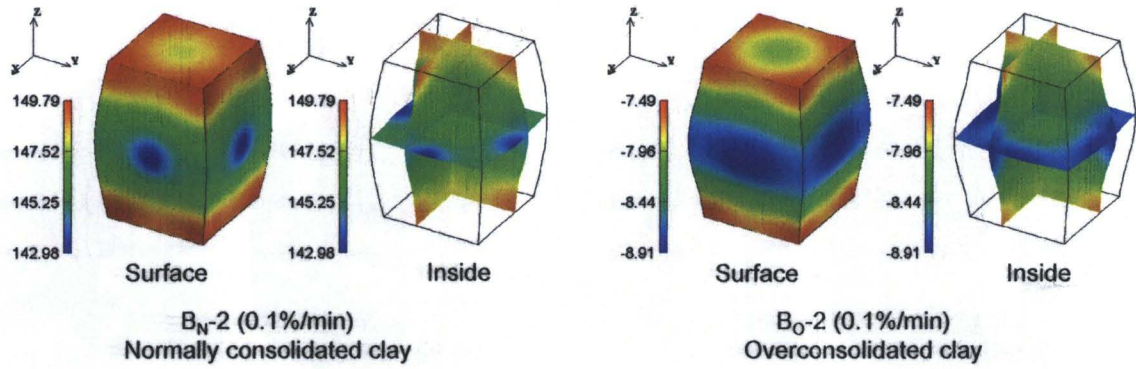 Z
X
Y
149.79
147.52
145.25
142.98
Surface
Z
X
Y
149.79
147.52
145.25
142.98
Inside
B_N-2 (0.1%/min)
Normally consolidated clay
Z
X
Y
-7.49
-7.96
-8.44
-8.91
Surface
Z
X
Y
-7.49
-7.96
-8.44
-8.91
Inside
B_O-2 (0.1%/min)
Overconsolidated clay